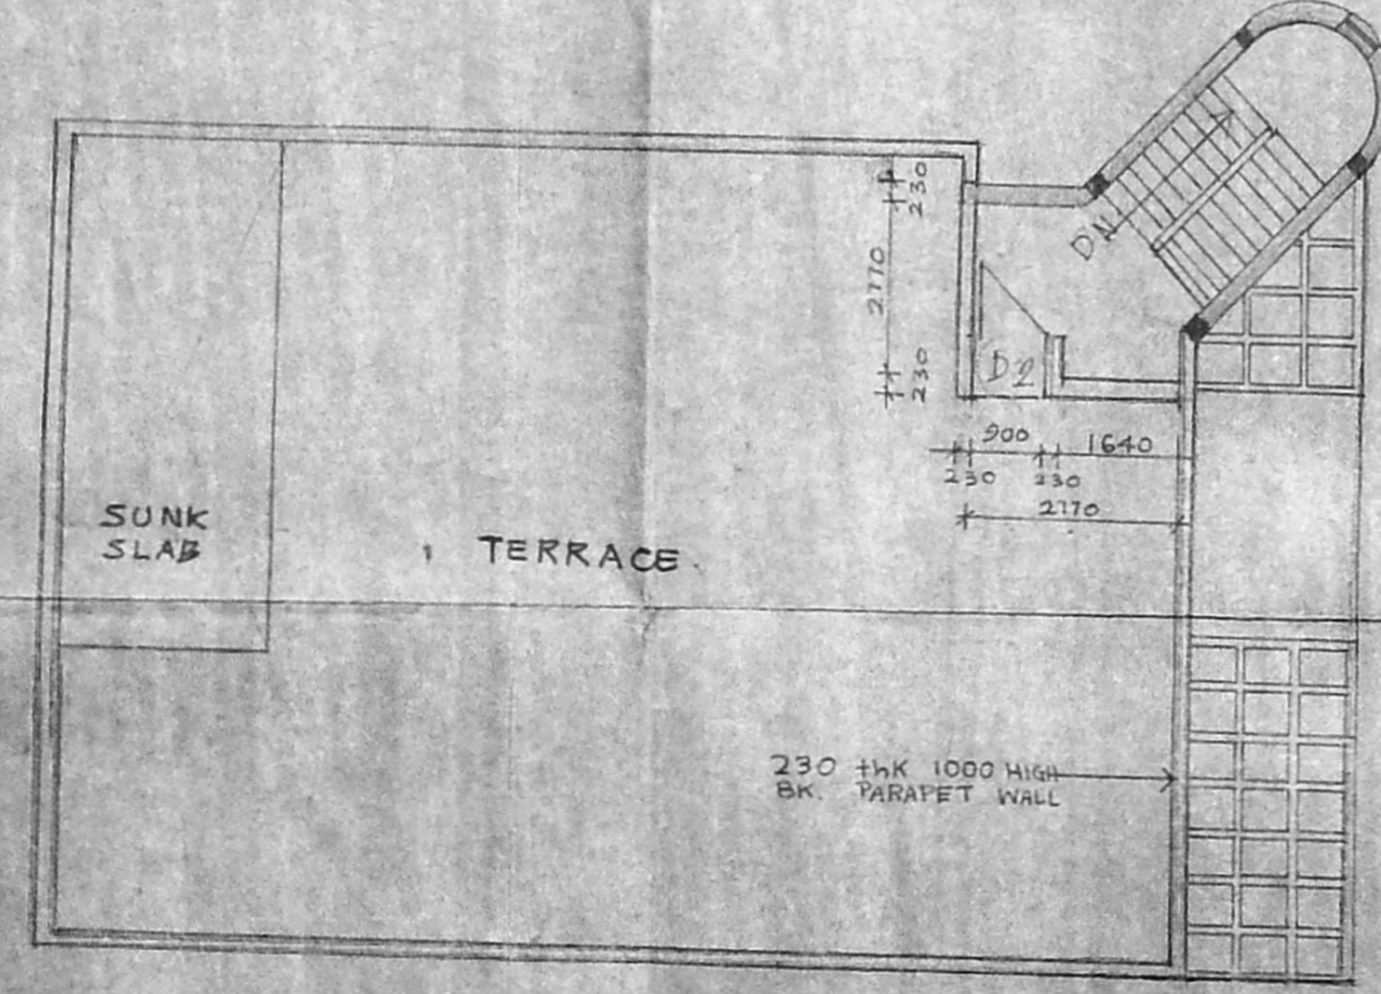 230
2770
230
DN
D2
900
1640
230
230
2770
SUNK
SLAB
TERRACE
230 thK 1000 HIGH
BK. PARAPET WALL